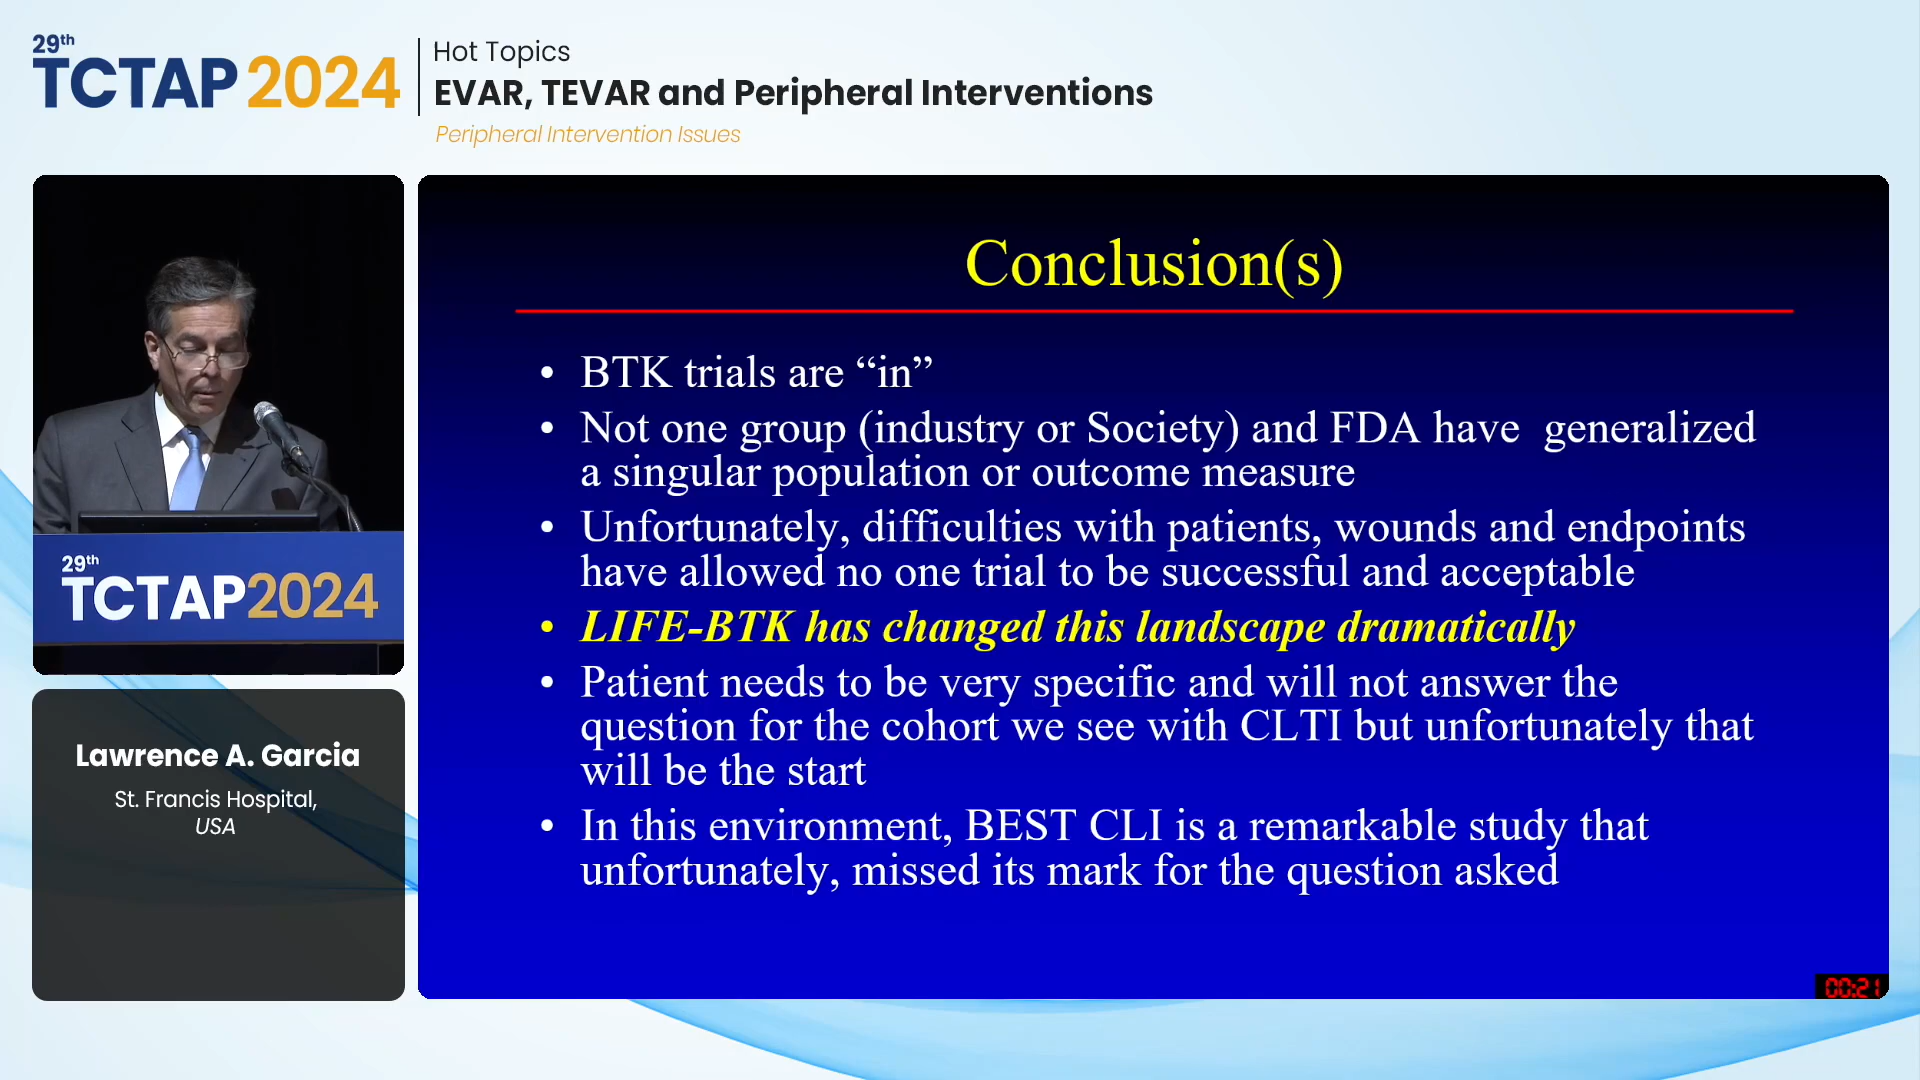 29th
TCTAP 2024
Hot Topics
EVAR, TEVAR and Peripheral Interventions
Peripheral Intervention Issues
29th
TCTAP2024
Lawrence A. Garcia
St. Francis Hospital,
USA
Conclusion(s)
• BTK trials are “in”
• Not one group (industry or Society) and FDA have  generalized
a singular population or outcome measure
• Unfortunately, difficulties with patients, wounds and endpoints
have allowed no one trial to be successful and acceptable
• LIFE-BTK has changed this landscape dramatically
• Patient needs to be very specific and will not answer the
question for the cohort we see with CLTI but unfortunately that
will be the start
• In this environment, BEST CLI is a remarkable study that
unfortunately, missed its mark for the question asked
00:21